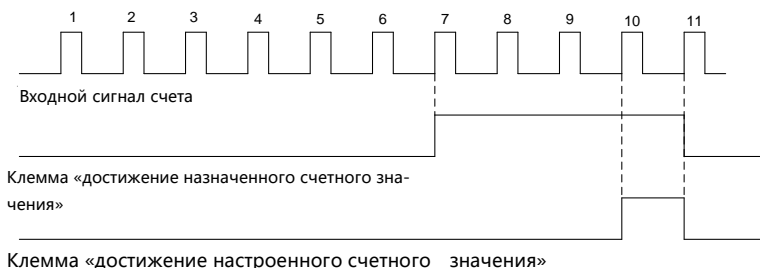 1 2 3 4 5 6 7 8 9 10 11
Входной сигнал счета
Клемма «достижение назначенного счетного зна-
чения»
Клемма «достижение настроенного счетного значения»